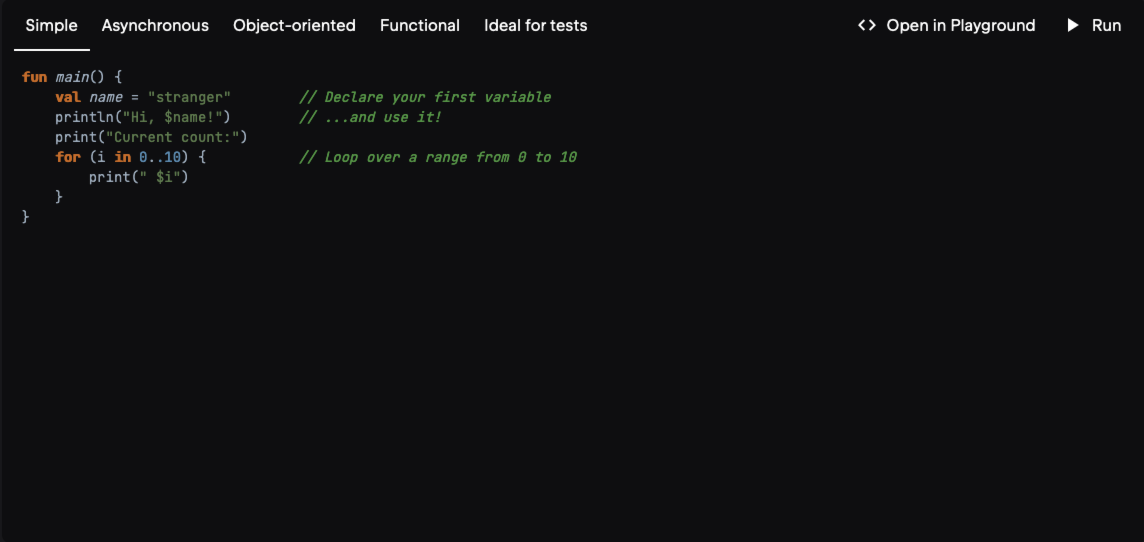 Simple Asynchronous Object-oriented Functional Ideal for tests <> Open in Playground Run
fun main() {
    val name = "stranger"        // Declare your first variable
    println("Hi, $name!")        // ...and use it!
    print("Current count:")
    for (i in 0..10) {           // Loop over a range from 0 to 10
        print(" $i")
    }
}